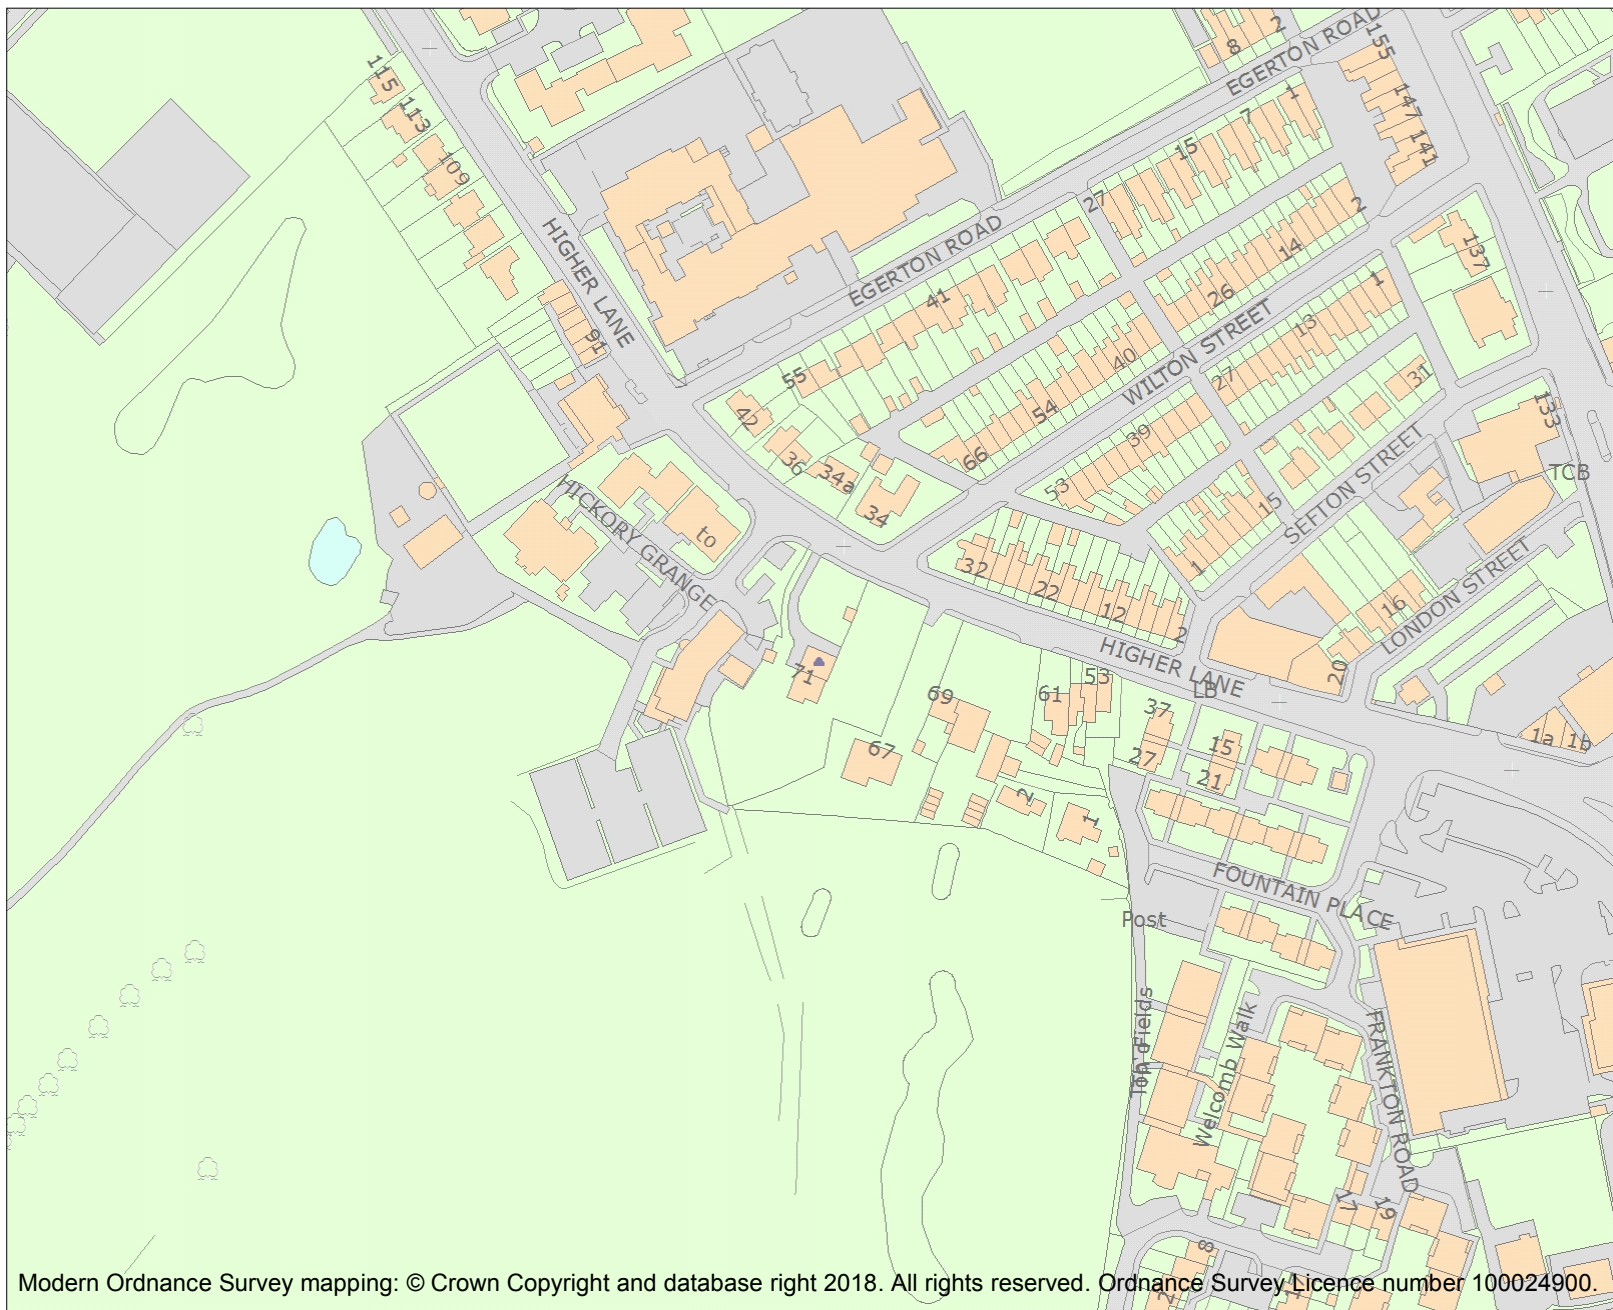 155
2
8
EGERTON ROAD
115
113
109
1
7
15
147
141
27
2
HIGHER LANE
EGERTON ROAD
14
137
26
41
1
13
WILTON STREET
91
40
55
27
31
42
54
39
133
36
66
34a
53
TCB
34
15
SEFTON STREET
HICKORY GRANGE
to
1
LONDON STREET
32
22
12
2
16
HIGHER LANE
20
71
53
61
69
LB
37
15
1a
1b
67
27
21
2
1
FOUNTAIN PLACE
Post
Top Fields
Welcomb Walk
FRANKTON ROAD
17
19
8
Modern Ordnance Survey mapping: © Crown Copyright and database right 2018. All rights reserved. Ordnance Survey Licence number 100024900.